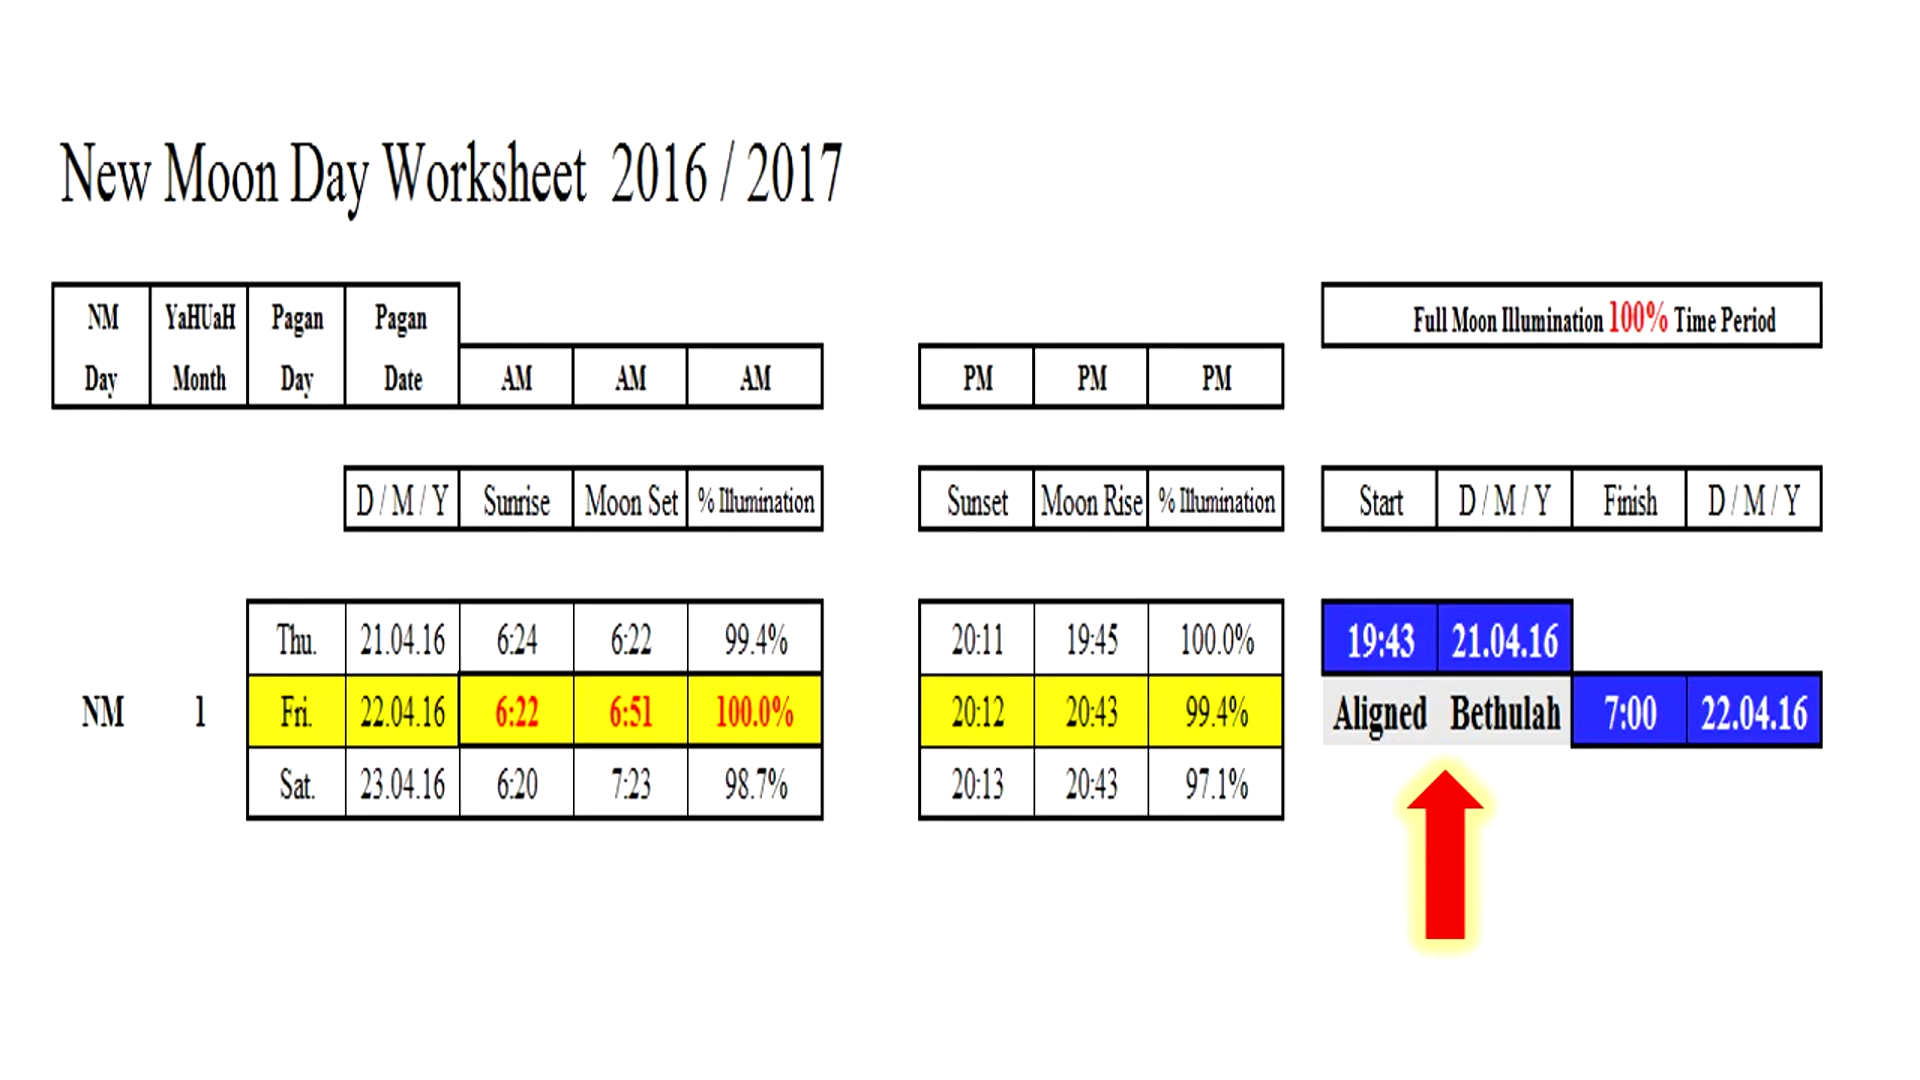 New Moon Day Worksheet 2016 / 2017
NM YaHUaH Pagan Pagan Full Moon Illumination 100% Time Period
Day Month Day Date AM AM AM PM PM PM
D / M / Y Sunrise Moon Set % Illumination Sunset Moon Rise % Illumination Start D / M / Y Finish D / M / Y
Thu. 21.04.16 6:24 6:22 99.4% 20:11 19:45 100.0% 19:43 21.04.16
NM 1 Fri. 22.04.16 6:22 6:51 100.0% 20:12 20:43 99.4% Aligned Bethulah 7:00 22.04.16
Sat. 23.04.16 6:20 7:23 98.7% 20:13 20:43 97.1%